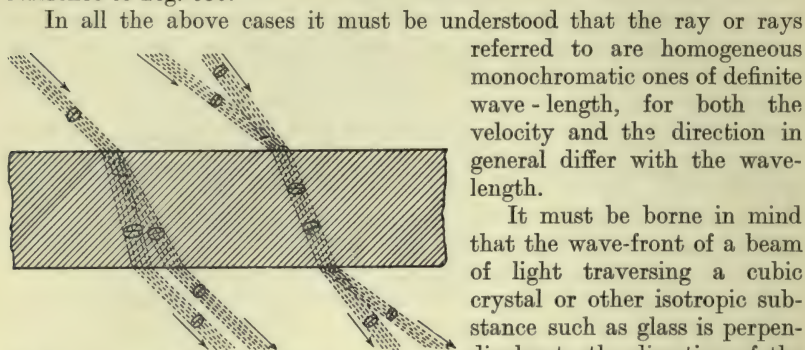 In all the above cases it must be understood that the ray or rays
referred to are homogeneous
monochromatic ones of definite
wave-length, for both the
velocity and the direction in
general differ with the wave-
length.
It must be borne in mind
that the wave-front of a beam
of light traversing a cubic
crystal or other isotropic sub-
stance such as glass is perpen-